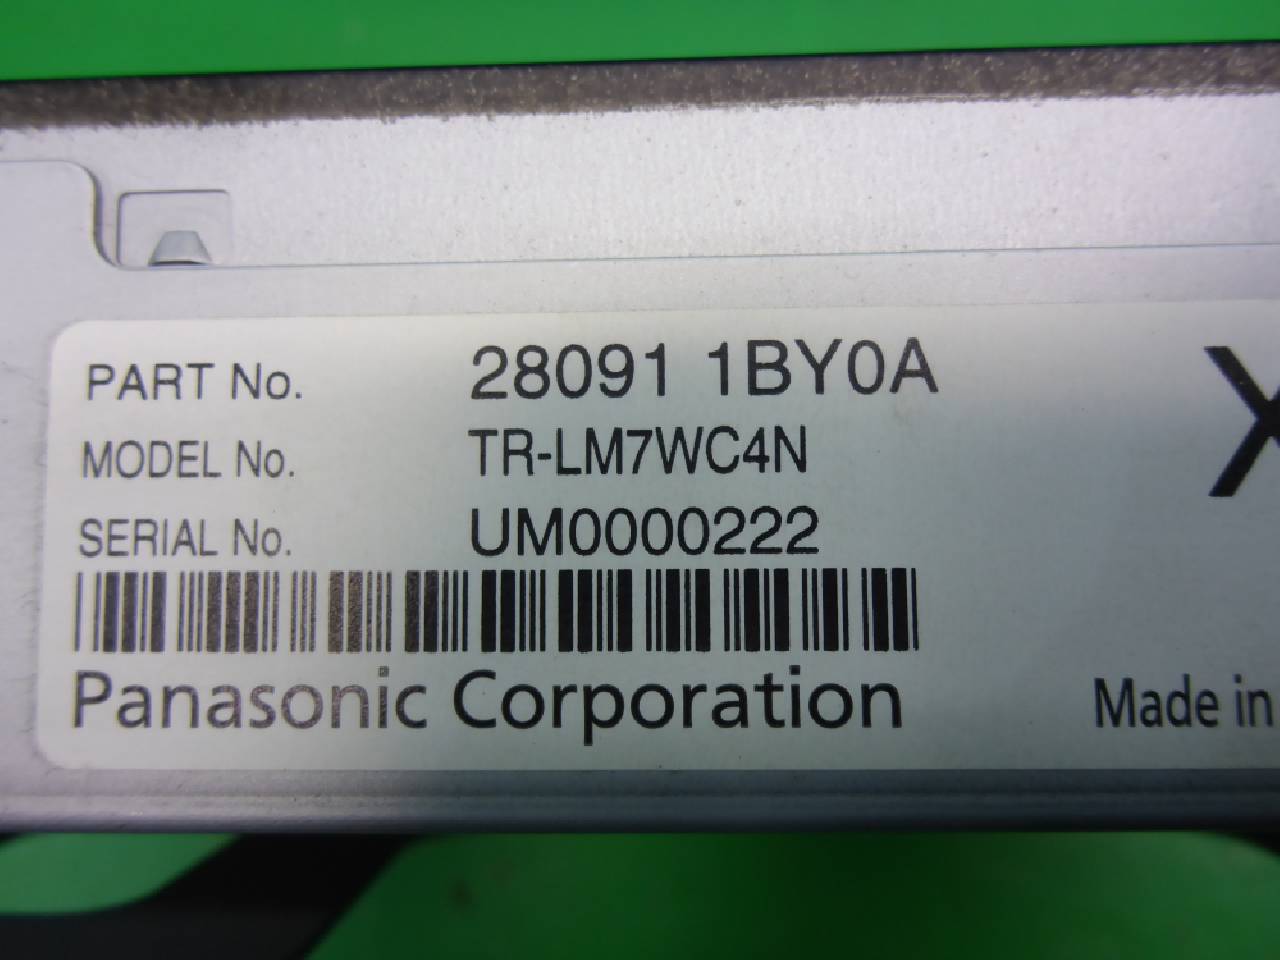 PART No. 28091 1BY0A
MODEL No. TR-LM7WC4N
SERIAL No. UM0000222
Panasonic Corporation
Made in
X